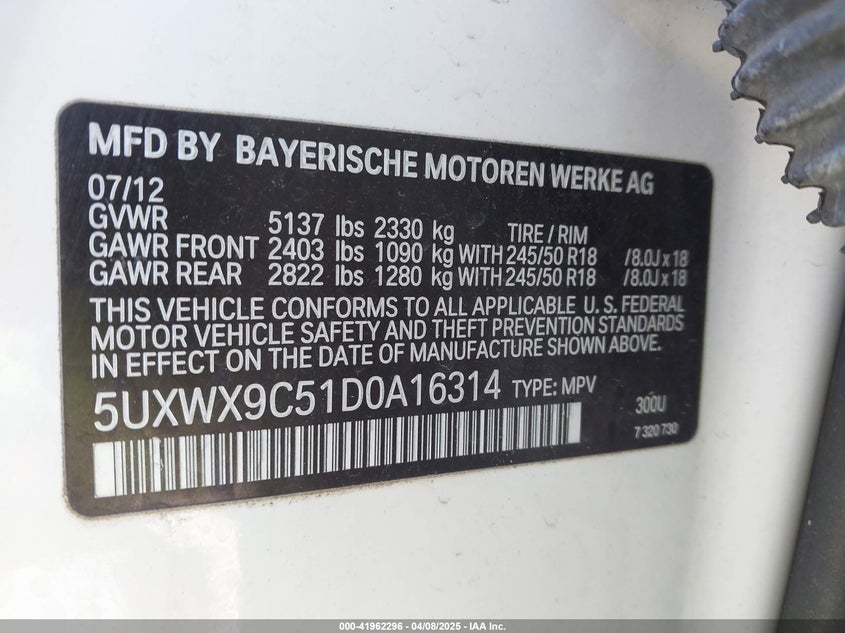 MFD BY BAYERISCHE MOTOREN WERKE AG
07/12
GVWR 5137 lbs 2330 kg TIRE / RIM
GAWR FRONT 2403 lbs 1090 kg WITH 245/50 R18 /8.0J x 18
GAWR REAR 2822 lbs 1280 kg WITH 245/50 R18 /8.0J x 18
THIS VEHICLE CONFORMS TO ALL APPLICABLE U. S. FEDERAL
MOTOR VEHICLE SAFETY AND THEFT PREVENTION STANDARDS
IN EFFECT ON THE DATE OF MANUFACTURE SHOWN ABOVE.
5UXWX9C51D0A16314 TYPE: MPV 300U
7 320 730
000-41962296 - 04/08/2025 - IAA Inc.